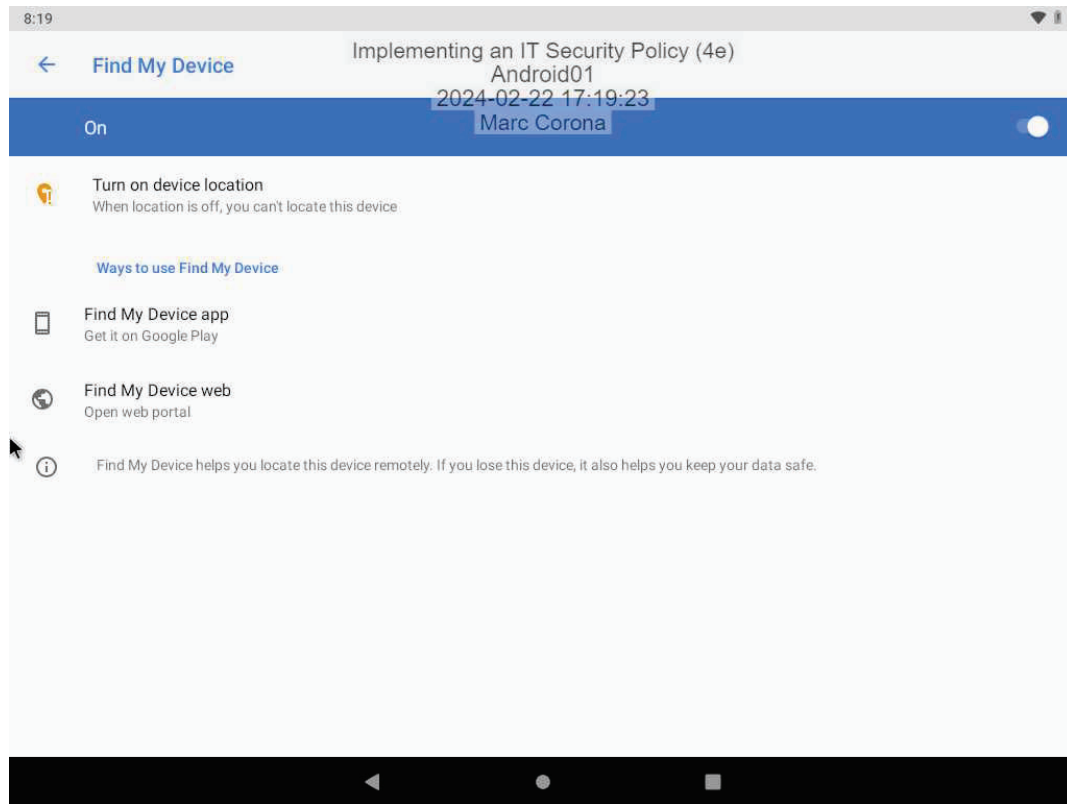 8:19
Find My Device
Implementing an IT Security Policy (4e)
Android01
2024-02-22 17:19:23
Marc Corona
On
Turn on device location
When location is off, you can't locate this device
Ways to use Find My Device
Find My Device app
Get it on Google Play
Find My Device web
Open web portal
Find My Device helps you locate this device remotely. If you lose this device, it also helps you keep your data safe.